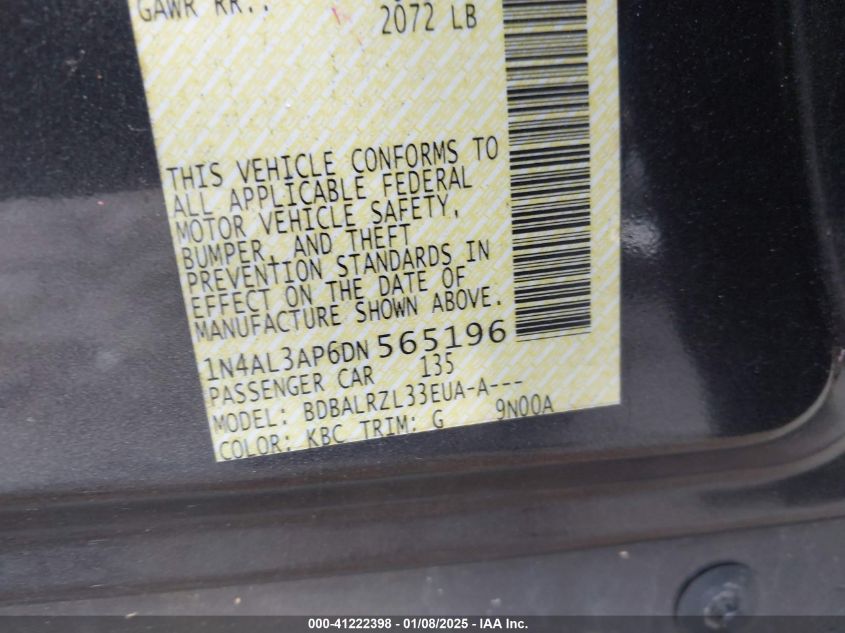 GAWR RR.:
2072 LB
THIS VEHICLE CONFORMS TO
ALL APPLICABLE FEDERAL
MOTOR VEHICLE SAFETY,
BUMPER, AND THEFT
PREVENTION STANDARDS IN
EFFECT ON THE DATE OF
MANUFACTURE SHOWN ABOVE.
1N4AL3AP6DN 565196
PASSENGER CAR 135
MODEL: BDBALRZL33EUA-A---
COLOR: KBC TRIM: G 9N00A
000-41222398 | 01/08/2025 - IAA Inc.